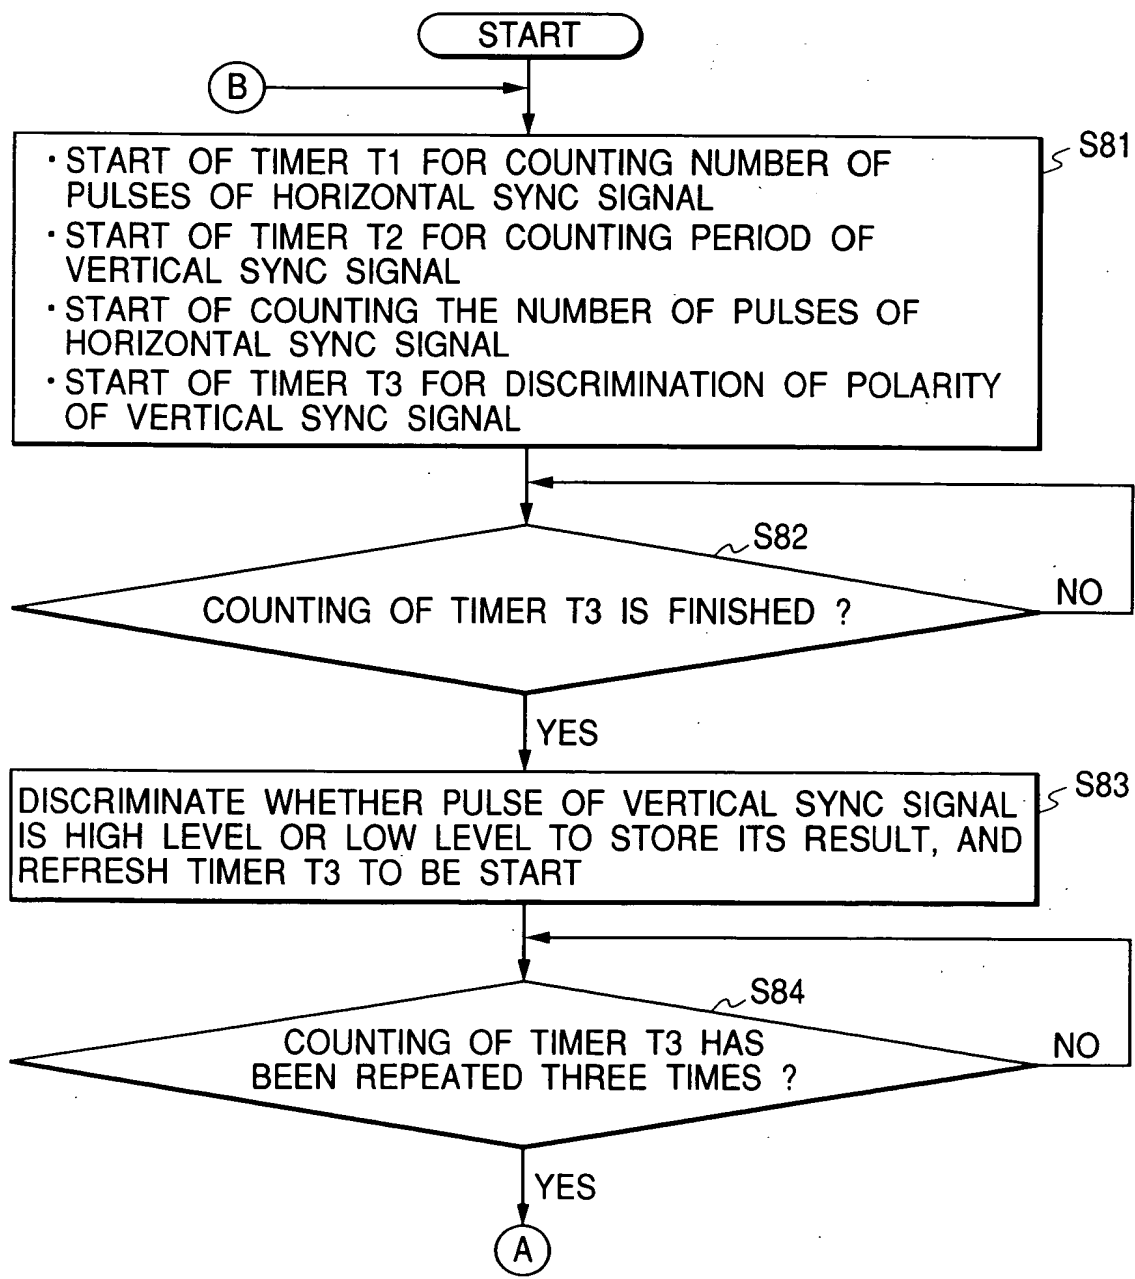 START
B
S81
· START OF TIMER T1 FOR COUNTING NUMBER OF
PULSES OF HORIZONTAL SYNC SIGNAL
· START OF TIMER T2 FOR COUNTING PERIOD OF
VERTICAL SYNC SIGNAL
· START OF COUNTING THE NUMBER OF PULSES OF
HORIZONTAL SYNC SIGNAL
· START OF TIMER T3 FOR DISCRIMINATION OF POLARITY
OF VERTICAL SYNC SIGNAL
S82
COUNTING OF TIMER T3 IS FINISHED ?
NO
YES
S83
DISCRIMINATE WHETHER PULSE OF VERTICAL SYNC SIGNAL
IS HIGH LEVEL OR LOW LEVEL TO STORE ITS RESULT, AND
REFRESH TIMER T3 TO BE START
S84
COUNTING OF TIMER T3 HAS
BEEN REPEATED THREE TIMES ?
NO
YES
A